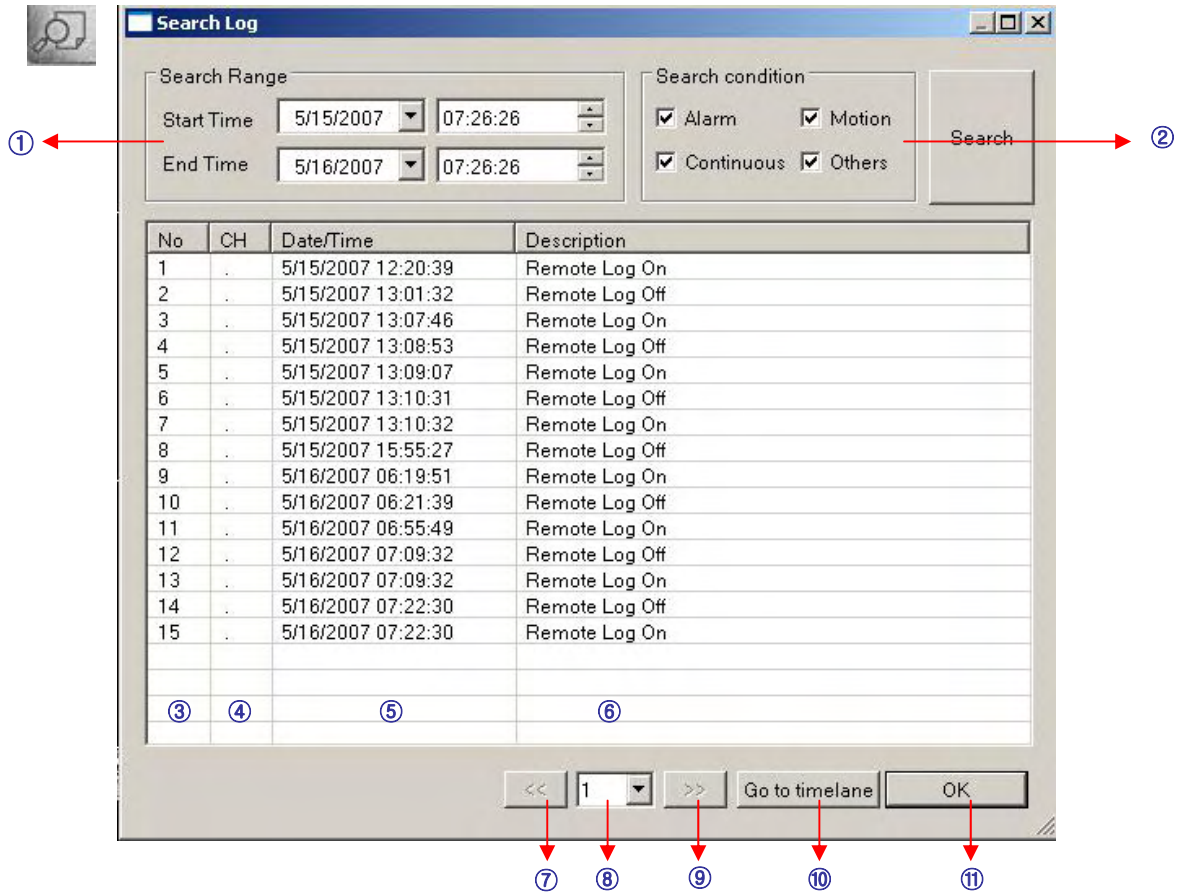 Search Log
Search Range
Search condition
Start Time 5/15/2007 07:26:26
Alarm Motion
Search
① ②
End Time 5/16/2007 07:26:26
Continuous Others
No CH Date/Time Description
1 . 5/15/2007 12:20:39 Remote Log On
2 . 5/15/2007 13:01:32 Remote Log Off
3 . 5/15/2007 13:07:46 Remote Log On
4 . 5/15/2007 13:08:53 Remote Log Off
5 . 5/15/2007 13:09:07 Remote Log On
6 . 5/15/2007 13:10:31 Remote Log Off
7 . 5/15/2007 13:10:32 Remote Log On
8 . 5/15/2007 15:55:27 Remote Log Off
9 . 5/16/2007 06:19:51 Remote Log On
10 . 5/16/2007 06:21:39 Remote Log Off
11 . 5/16/2007 06:55:49 Remote Log On
12 . 5/16/2007 07:09:32 Remote Log Off
13 . 5/16/2007 07:09:32 Remote Log On
14 . 5/16/2007 07:22:30 Remote Log Off
15 . 5/16/2007 07:22:30 Remote Log On
③ ④ ⑤ ⑥
<< 1 >> Go to timelane OK
⑦ ⑧ ⑨ ⑩ ⑪